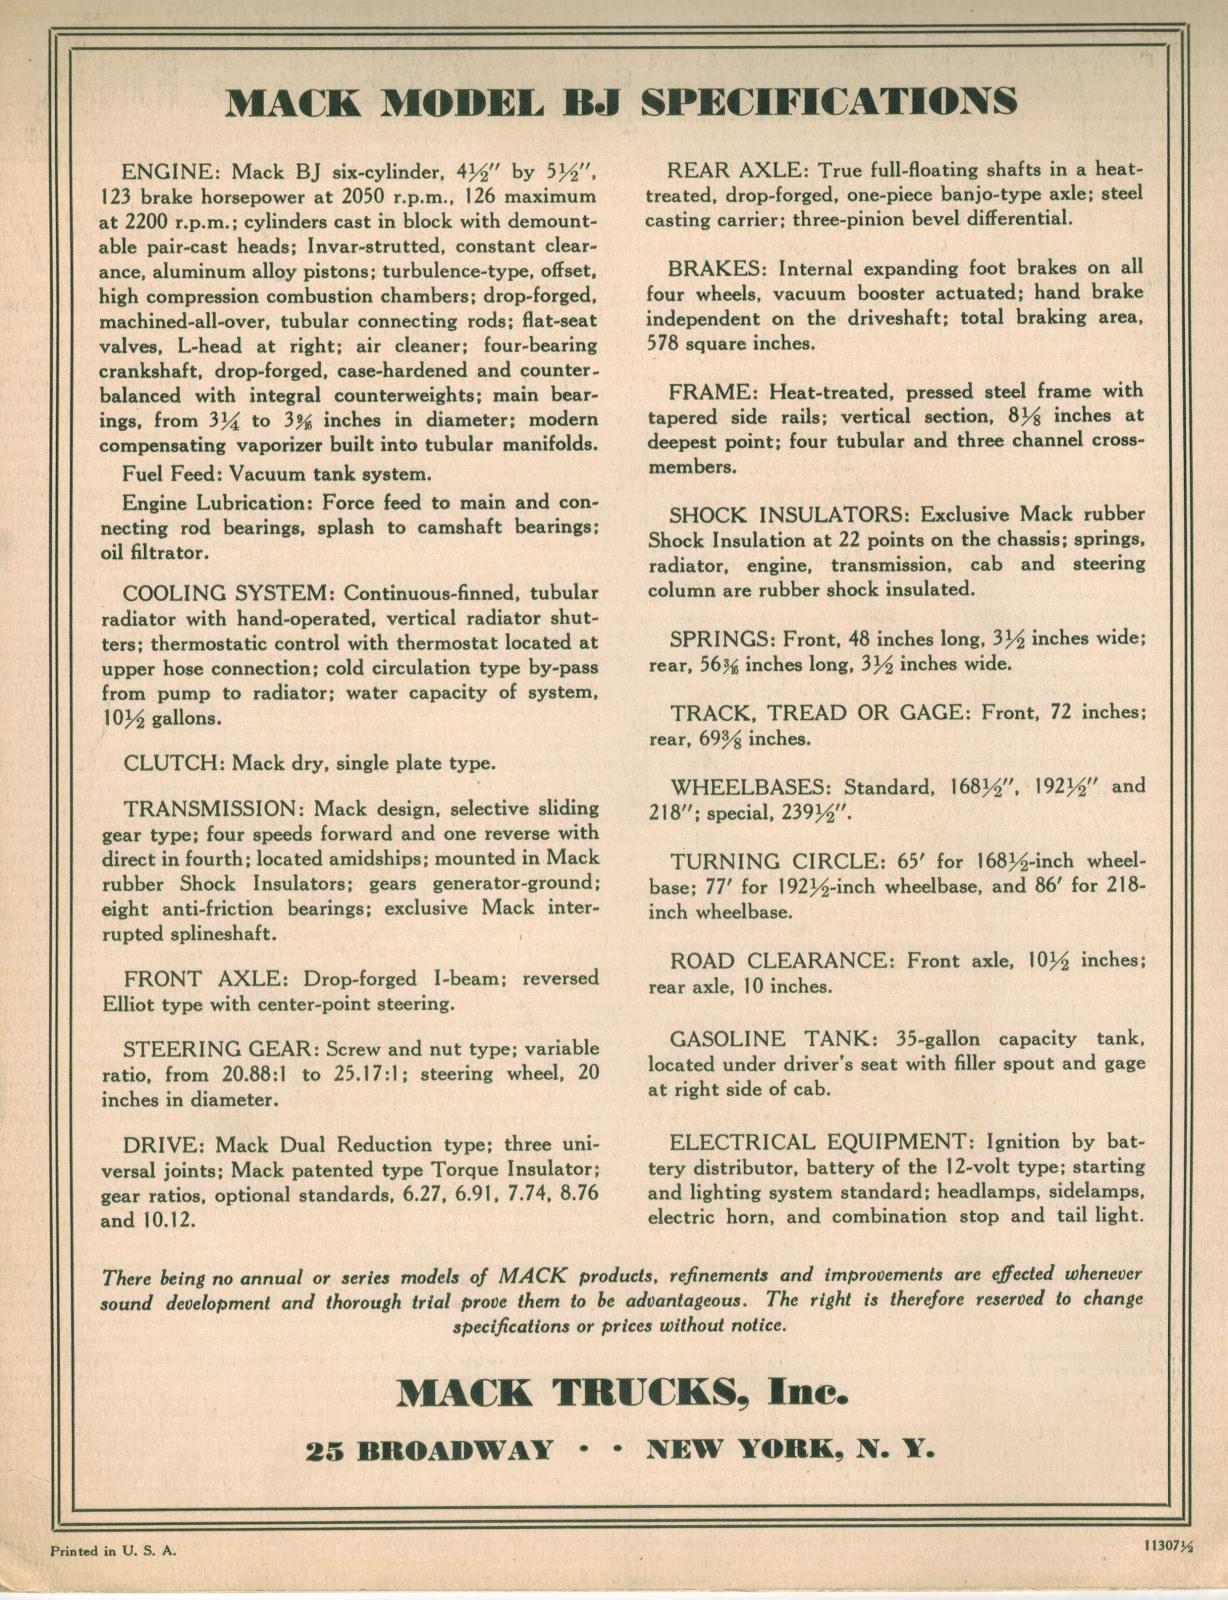 MACK MODEL BJ SPECIFICATIONS
ENGINE: Mack BJ six-cylinder, 4½″ by 5½″,
123 brake horsepower at 2050 r.p.m., 126 maximum
at 2200 r.p.m.; cylinders cast in block with demount-
able pair-cast heads; Invar-strutted, constant clear-
ance, aluminum alloy pistons; turbulence-type, offset,
high compression combustion chambers; drop-forged,
machined-all-over, tubular connecting rods; flat-seat
valves, L-head at right; air cleaner; four-bearing
crankshaft, drop-forged, case-hardened and counter-
balanced with integral counterweights; main bear-
ings, from 3¼ to inches in diameter; modern
compensating vaporizer built into tubular manifolds.
Fuel Feed: Vacuum tank system.
Engine Lubrication: Force feed to main and con-
necting rod bearings, splash to camshaft bearings;
oil filtrator.
COOLING SYSTEM: Continuous-finned, tubular
radiator with hand-operated, vertical radiator shut-
ters; thermostatic control with thermostat located at
upper hose connection; cold circulation type by-pass
from pump to radiator; water capacity of system,
10½ gallons.
CLUTCH: Mack dry, single plate type.
TRANSMISSION: Mack design, selective sliding
gear type; four speeds forward and one reverse with
direct in fourth; located amidships; mounted in Mack
rubber Shock Insulators; gears generator-ground;
eight anti-friction bearings; exclusive Mack inter-
rupted splineshaft.
FRONT AXLE: Drop-forged I-beam; reversed
Elliot type with center-point steering.
STEERING GEAR: Screw and nut type; variable
ratio, from 20.88:1 to 25.17:1; steering wheel, 20
inches in diameter.
DRIVE: Mack Dual Reduction type; three uni-
versal joints; Mack patented type Torque Insulator;
gear ratios, optional standards, 6.27, 6.91, 7.74, 8.76
and 10.12.
REAR AXLE: True full-floating shafts in a heat-
treated, drop-forged, one-piece banjo-type axle; steel
casting carrier; three-pinion bevel differential.
BRAKES: Internal expanding foot brakes on all
four wheels, vacuum booster actuated; hand brake
independent on the driveshaft; total braking area,
578 square inches.
FRAME: Heat-treated, pressed steel frame with
tapered side rails; vertical section, 8⅛ inches at
deepest point; four tubular and three channel cross-
members.
SHOCK INSULATORS: Exclusive Mack rubber
Shock Insulation at 22 points on the chassis; springs,
radiator, engine, transmission, cab and steering
column are rubber shock insulated.
SPRINGS: Front, 48 inches long, 3½ inches wide;
rear, 56 3/16 inches long, 3½ inches wide.
TRACK, TREAD OR GAGE: Front, 72 inches;
rear, 69⅜ inches.
WHEELBASES: Standard, 168½″, 192½″ and
218″; special, 239½″.
TURNING CIRCLE: 65′ for 168½-inch wheel-
base; 77′ for 192½-inch wheelbase, and 86′ for 218-
inch wheelbase.
ROAD CLEARANCE: Front axle, 10½ inches;
rear axle, 10 inches.
GASOLINE TANK: 35-gallon capacity tank,
located under driver's seat with filler spout and gage
at right side of cab.
ELECTRICAL EQUIPMENT: Ignition by bat-
tery distributor, battery of the 12-volt type; starting
and lighting system standard; headlamps, sidelamps,
electric horn, and combination stop and tail light.
There being no annual or series models of MACK products, refinements and improvements are effected whenever
sound development and thorough trial prove them to be advantageous. The right is therefore reserved to change
specifications or prices without notice.
MACK TRUCKS, Inc.
25 BROADWAY · · NEW YORK, N. Y.
Printed in U. S. A.
11307½